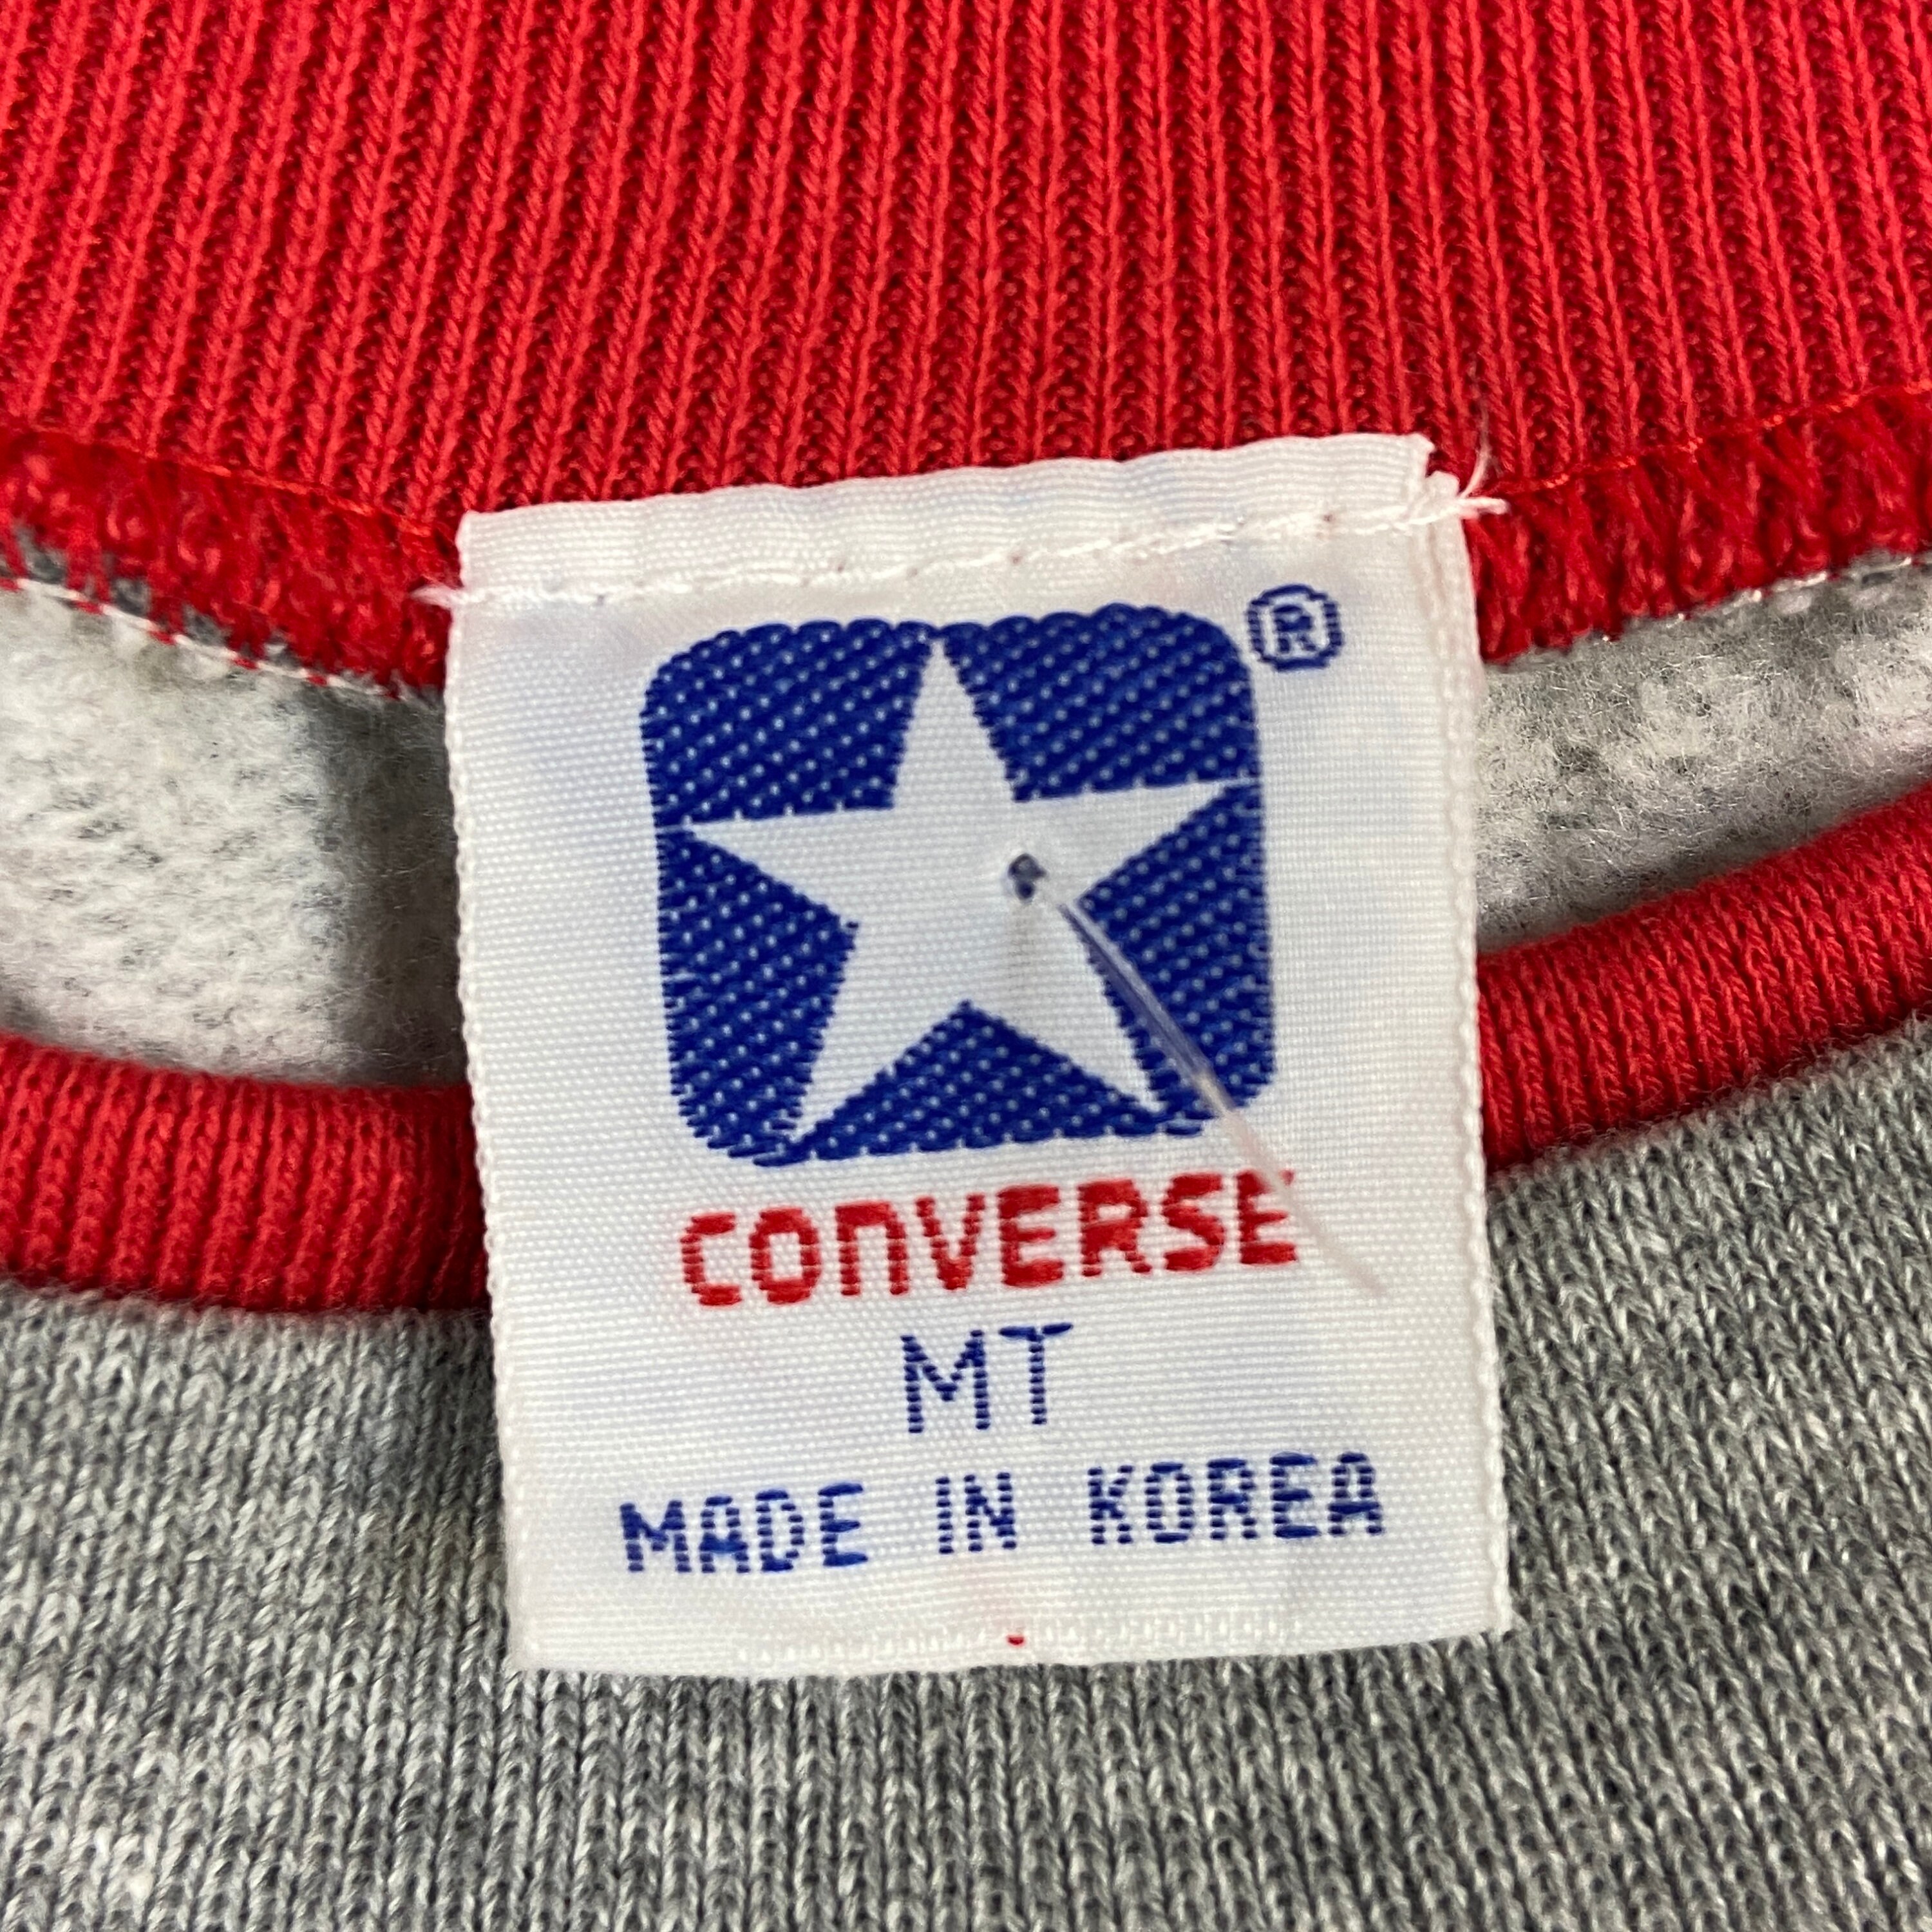 ®
CONVERSE
MT
MADE IN KOREA